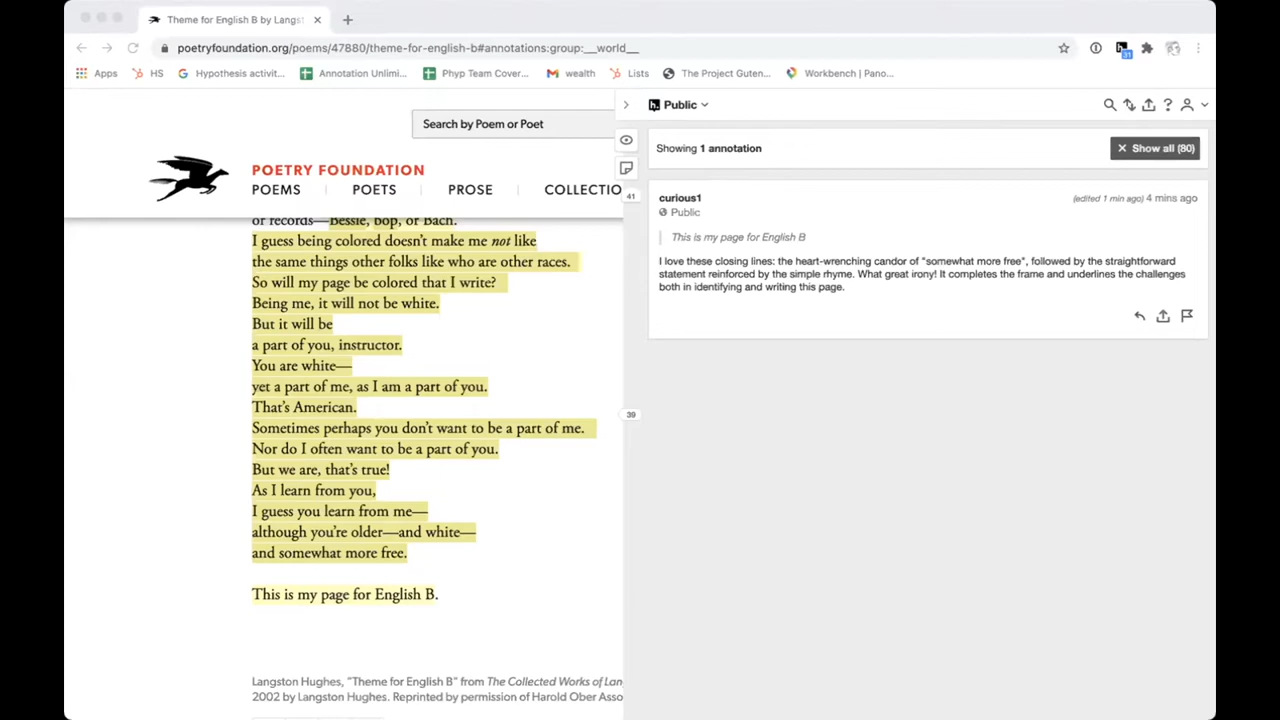 Theme for English B by Langst
poetryfoundation.org/poems/47880/theme-for-english-b#annotations:group:__world__
31
Apps
HS
Hypothesis activit...
Annotation Unlimi...
Phyp Team Cover...
wealth
Lists
The Project Guten...
Workbench | Pano...
Search by Poem or Poet
POETRY FOUNDATION
POEMS
POETS
PROSE
COLLECTIO
of records—Bessie, bop, or Bach.
I guess being colored doesn't make me not like
the same things other folks like who are other races.
So will my page be colored that I write?
Being me, it will not be white.
But it will be
a part of you, instructor.
You are white—
yet a part of me, as I am a part of you.
That's American.
Sometimes perhaps you don't want to be a part of me.
Nor do I often want to be a part of you.
But we are, that's true!
As I learn from you,
I guess you learn from me—
although you're older—and white—
and somewhat more free.
This is my page for English B.
Langston Hughes, "Theme for English B" from The Collected Works of Lan
2002 by Langston Hughes. Reprinted by permission of Harold Ober Asso
41
39
h. Public
Showing 1 annotation
Show all (80)
curious1
(edited 1 min ago) 4 mins ago
Public
This is my page for English B
I love these closing lines: the heart-wrenching candor of "somewhat more free", followed by the straightforward
statement reinforced by the simple rhyme. What great irony! It completes the frame and underlines the challenges
both in identifying and writing this page.